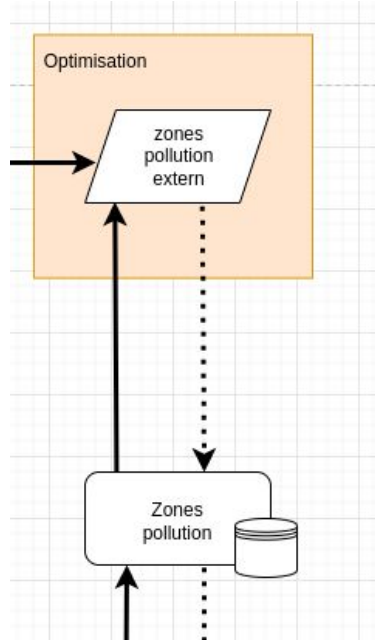 Optimisation
zones
pollution
extern
Zones
pollution